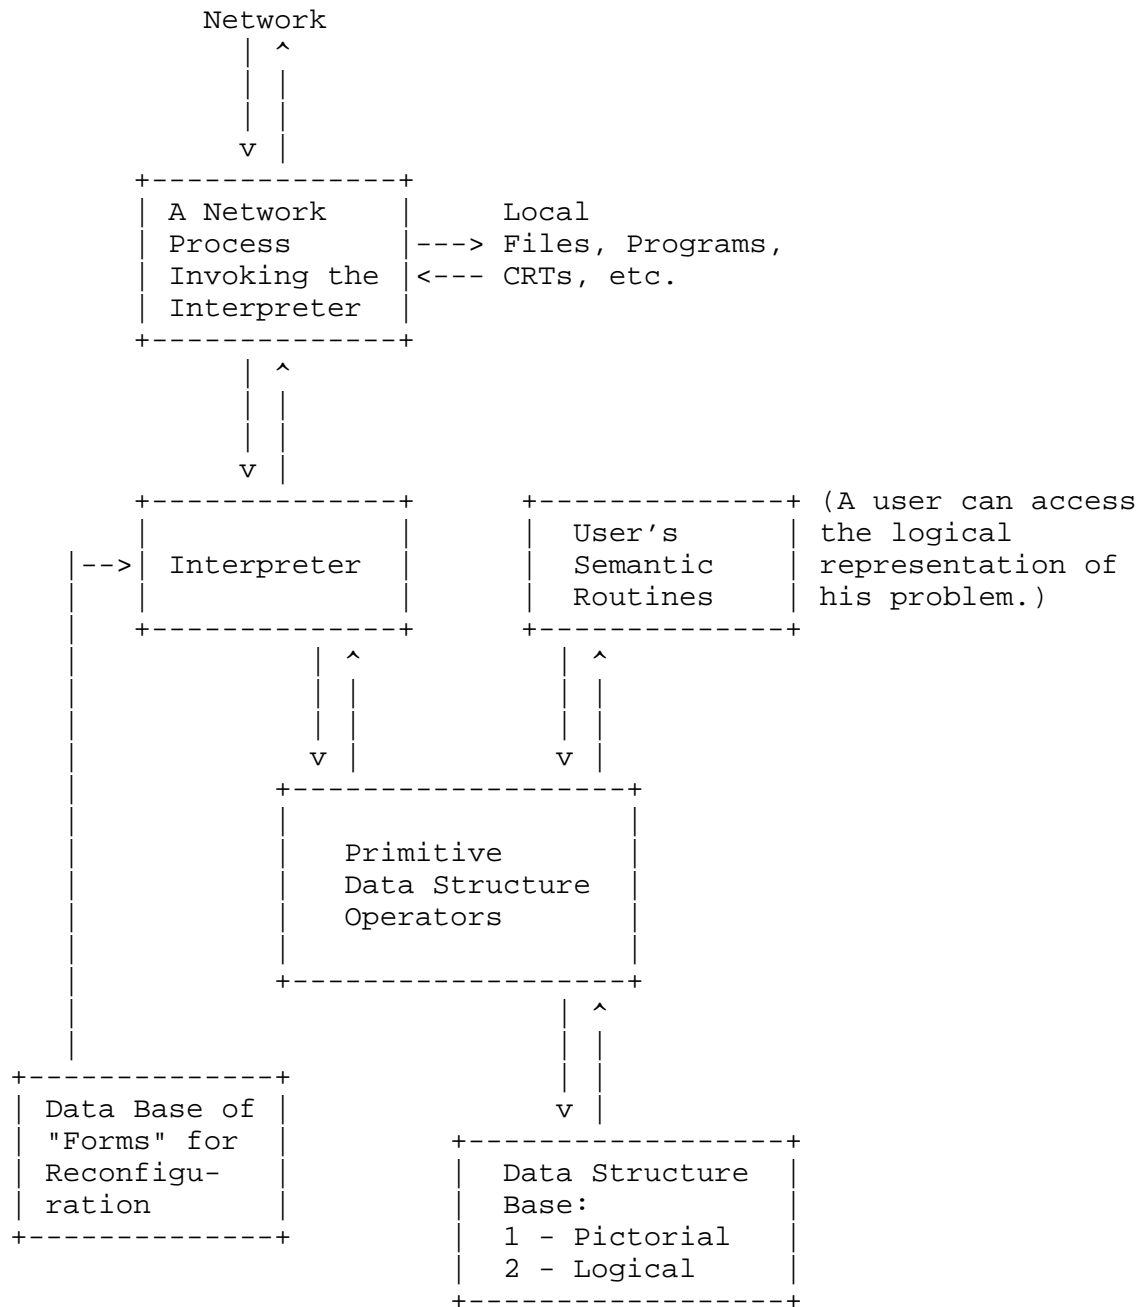 Network
A Network
Process
Invoking the
Interpreter
Local
Files, Programs,
CRTs, etc.
Interpreter
User's
Semantic
Routines
(A user can access
the logical
representation of
his problem.)
Primitive
Data Structure
Operators
Data Base of
"Forms" for
Reconfigu-
ration
Data Structure
Base:
1 - Pictorial
2 - Logical